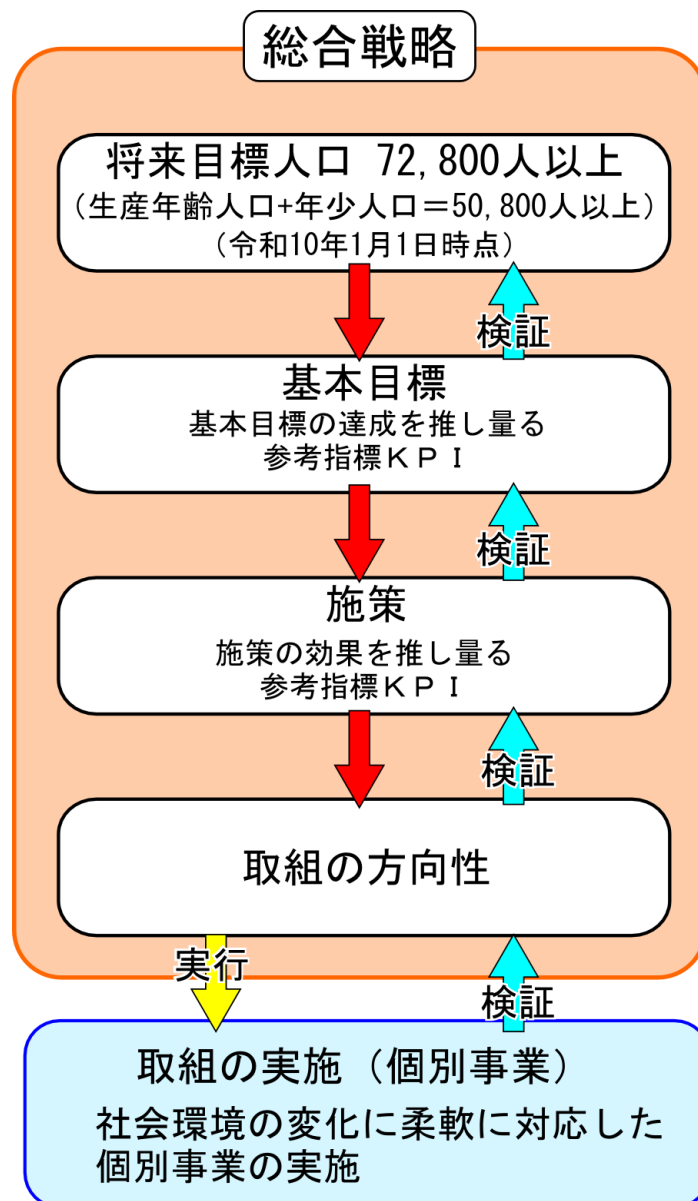 総合戦略
将来目標人口 72,800人以上
（生産年齢人口+年少人口＝50,800人以上）
（令和10年1月1日時点）
検証
基本目標
基本目標の達成を推し量る
参考指標ＫＰＩ
検証
施策
施策の効果を推し量る
参考指標ＫＰＩ
検証
取組の方向性
実行
検証
取組の実施（個別事業）
社会環境の変化に柔軟に対応した
個別事業の実施